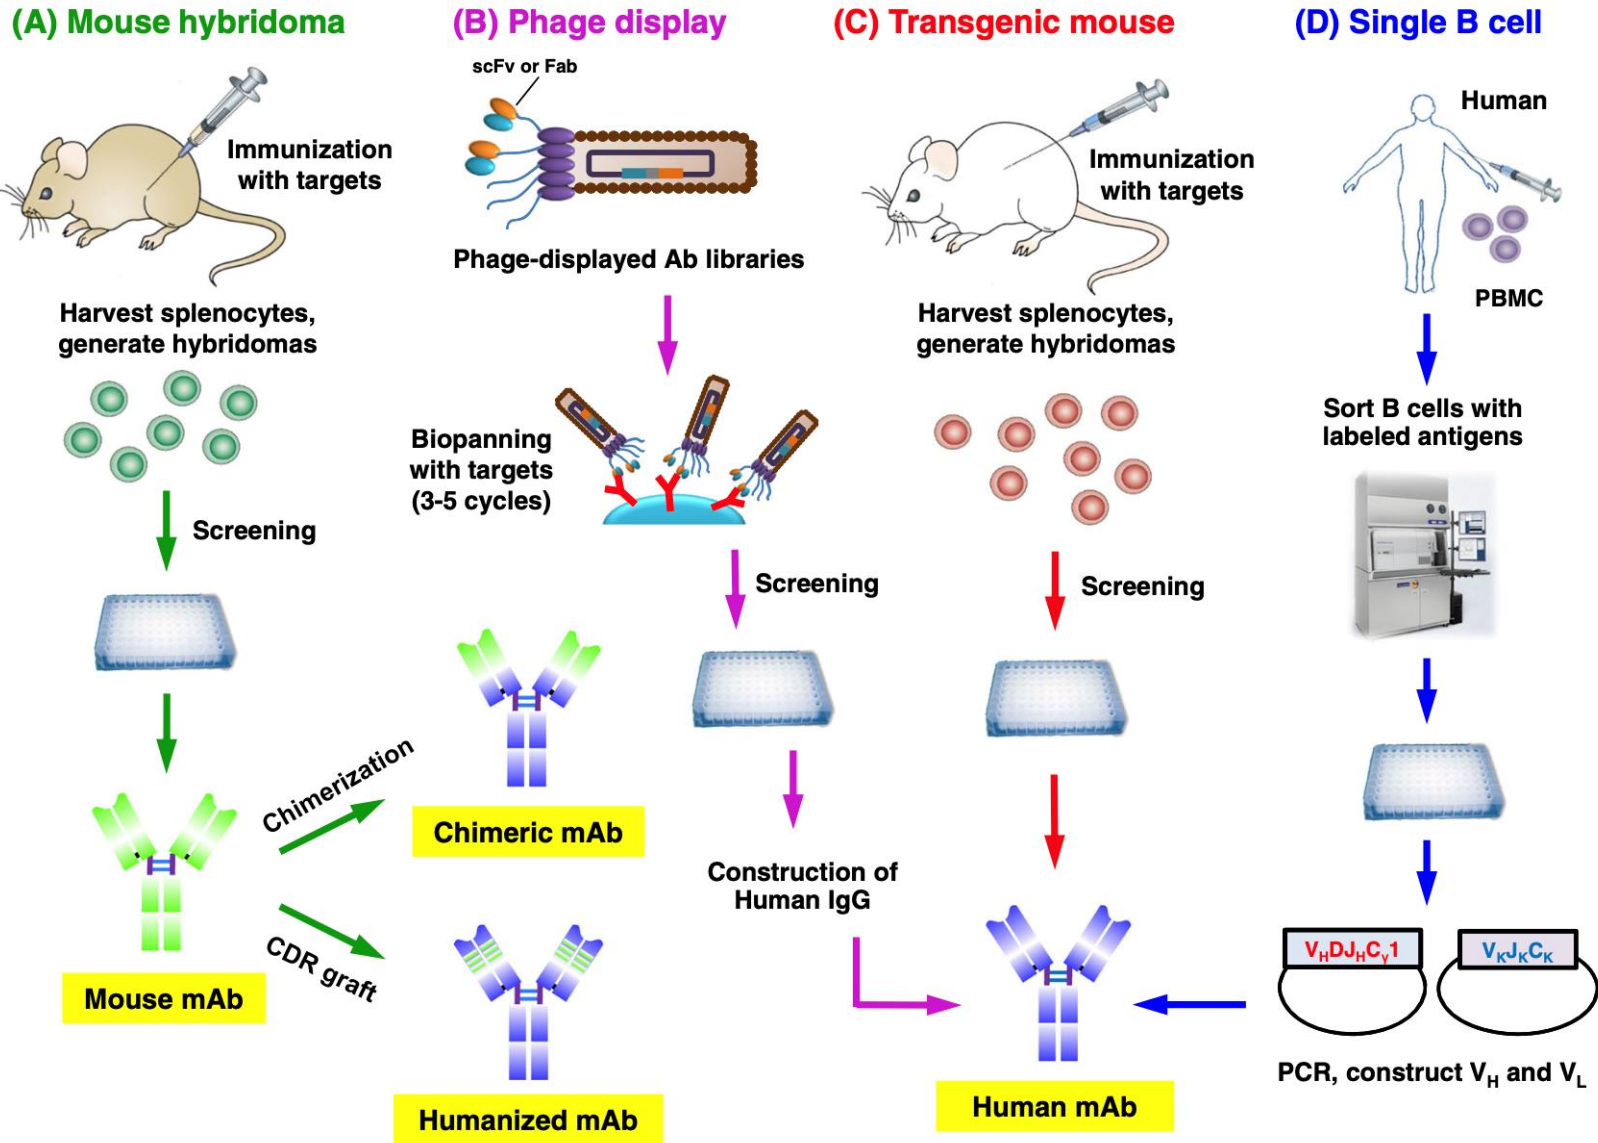 (A) Mouse hybridoma
Immunization
with targets
Harvest splenocytes,
generate hybridomas
Screening
Mouse mAb
Chimerization
Chimeric mAb
CDR graft
Humanized mAb
(B) Phage display
scFv or Fab
Phage-displayed Ab libraries
Biopanning
with targets
(3-5 cycles)
Screening
Construction of
Human IgG
(C) Transgenic mouse
Immunization
with targets
Harvest splenocytes,
generate hybridomas
Screening
Human mAb
(D) Single B cell
Human
PBMC
Sort B cells with
labeled antigens
VHDJHCγ1
VKJKCK
PCR, construct VH and VL